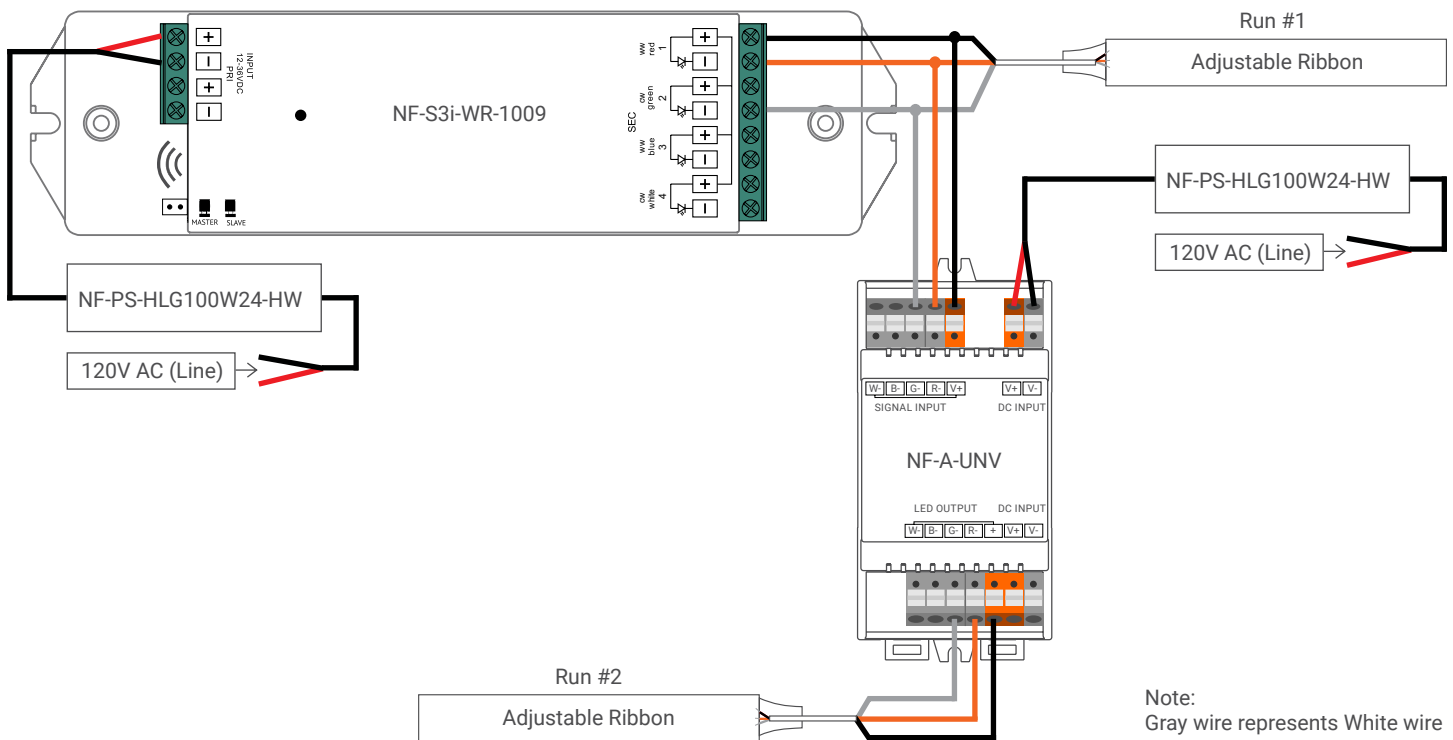 Run #1
Adjustable Ribbon
+
−
+
−
INPUT
12-36VDC
PRI
NF-S3i-WR-1009
SEC
ww
red
1
+
−
cw
green
2
+
−
ww
blue
3
+
−
cw
white
4
+
−
MASTER
SLAVE
NF-PS-HLG100W24-HW
120V AC (Line)
NF-PS-HLG100W24-HW
120V AC (Line)
W- B- G- R- V+
V+ V-
SIGNAL INPUT
DC INPUT
NF-A-UNV
LED OUTPUT
DC INPUT
W- B- G- R- + V+ V-
Run #2
Adjustable Ribbon
Note:
Gray wire represents White wire